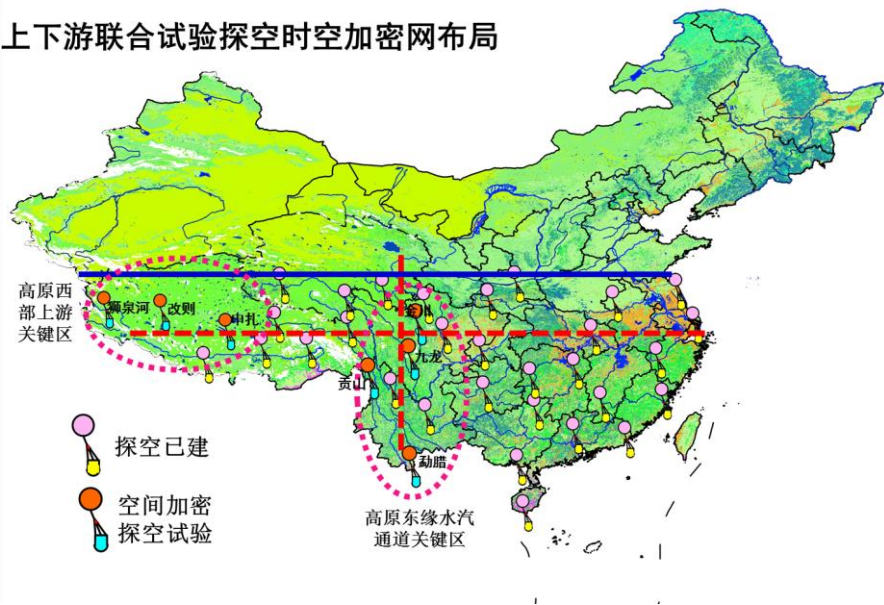 上下游联合试验探空时空加密网布局
高原西
部上游
关键区
狮泉河
改则
申扎
金川
九龙
贡山
勐腊
探空已建
空间加密
探空试验
高原东缘水汽
通道关键区